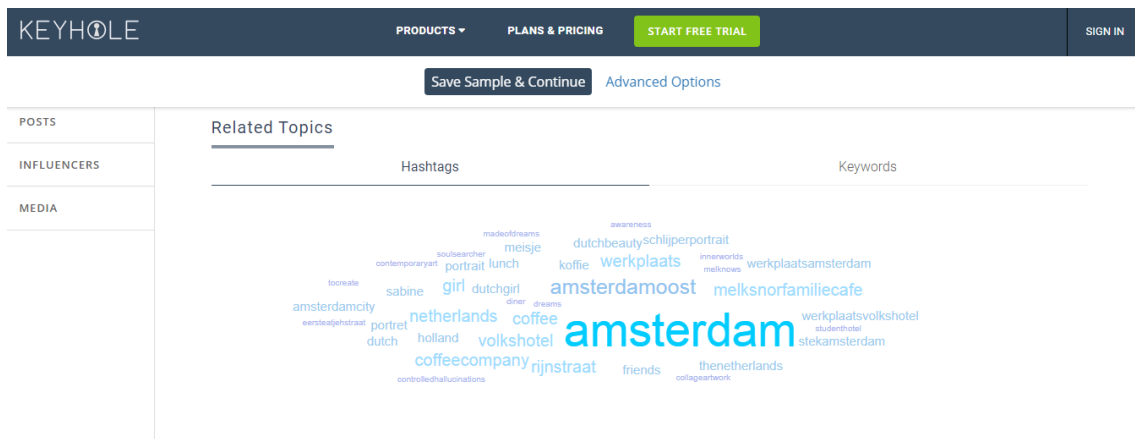 KEYHOLE
PRODUCTS
PLANS & PRICING
START FREE TRIAL
SIGN IN
Save Sample & Continue
Advanced Options
POSTS
INFLUENCERS
MEDIA
Related Topics
Hashtags
Keywords
awareness
madeofdreams
meisje
dutchbeauty
schlijperportrait
soulsearcher
contemporaryart
portrait
lunch
koffie
werkplaats
innerworlds
melknows
werkplaatsamsterdam
tocreate
sabine
girl
dutchgirl
amsterdamoost
melksnorfamiliecafe
amsterdamcity
diner
dreams
eersteatjehstraat
portret
netherlands
coffee
amsterdam
werkplaatsvolkshotel
studenthotel
dutch
holland
volkshotel
stekamsterdam
coffeecompany
rijnstraat
friends
thenetherlands
controlledhallucinations
collageartwork